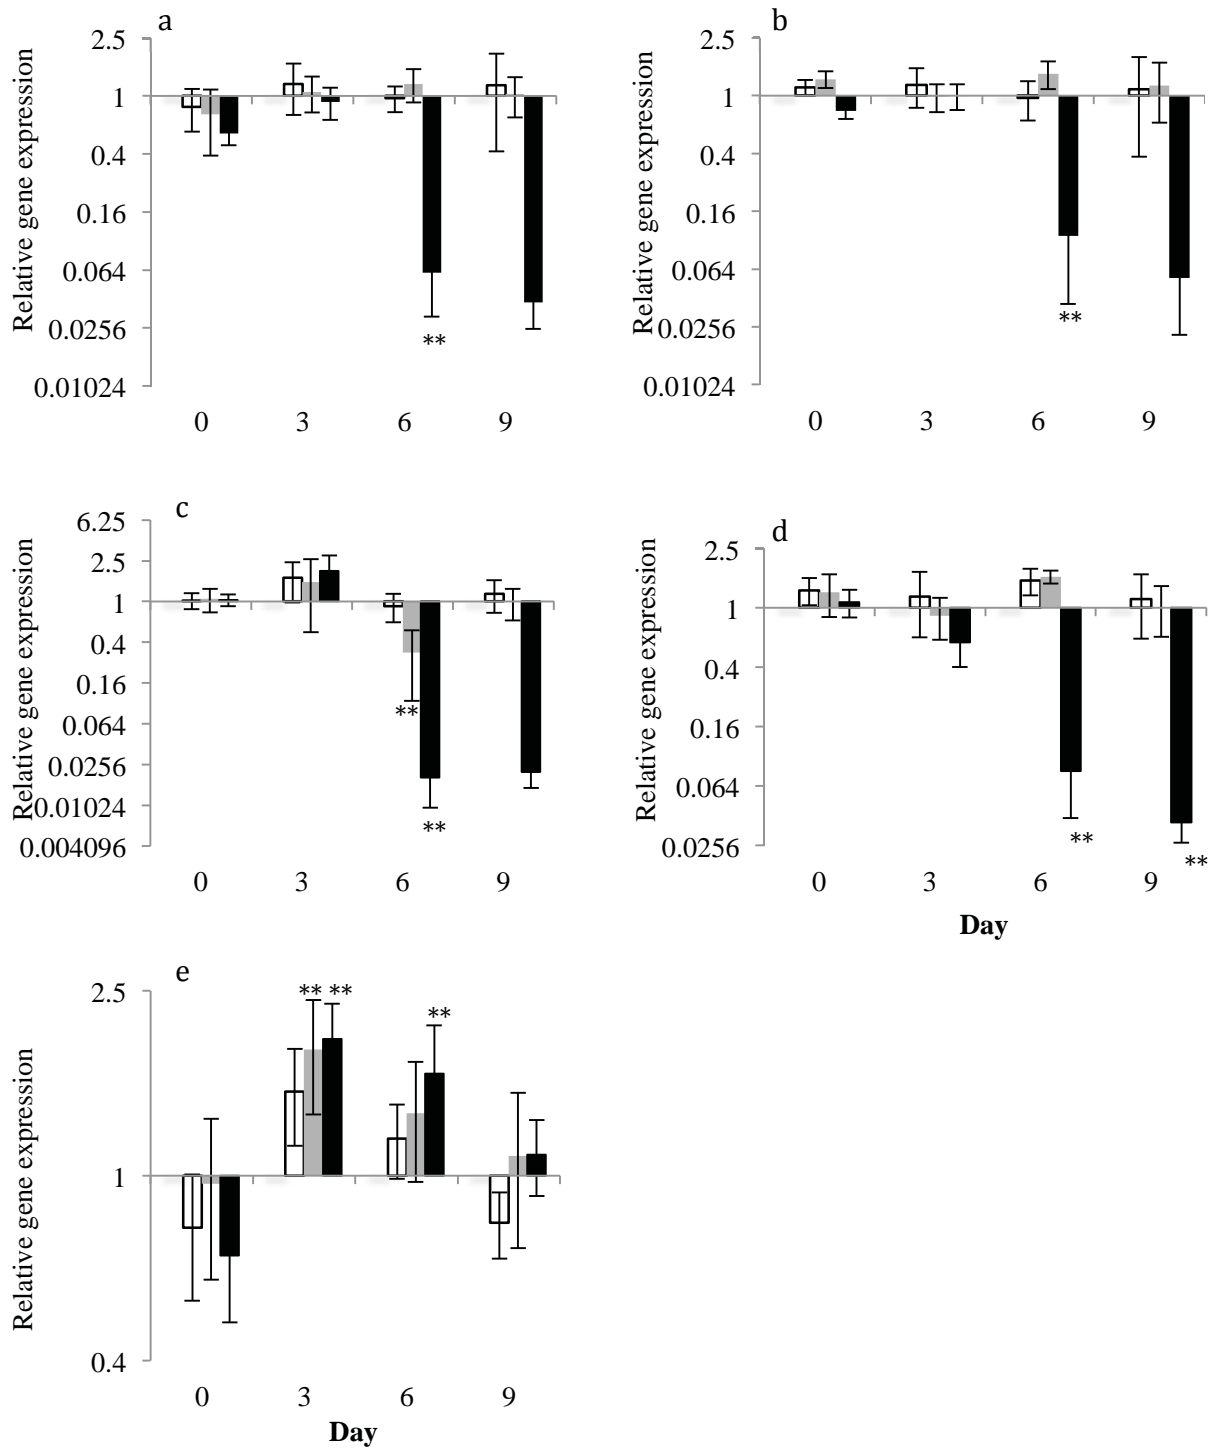 a
2.5
1
0.4
0.16
0.064
0.0256
0.01024
Relative gene expression
**
0 3 6 9
b
2.5
1
0.4
0.16
0.064
0.0256
0.01024
Relative gene expression
**
0 3 6 9
c
6.25
2.5
1
0.4
0.16
0.064
0.0256
0.01024
0.004096
Relative gene expression
**
**
0 3 6 9
d
2.5
1
0.4
0.16
0.064
0.0256
Relative gene expression
**
**
0 3 6 9
Day
e
2.5
1
0.4
Relative gene expression
** **
**
0 3 6 9
Day